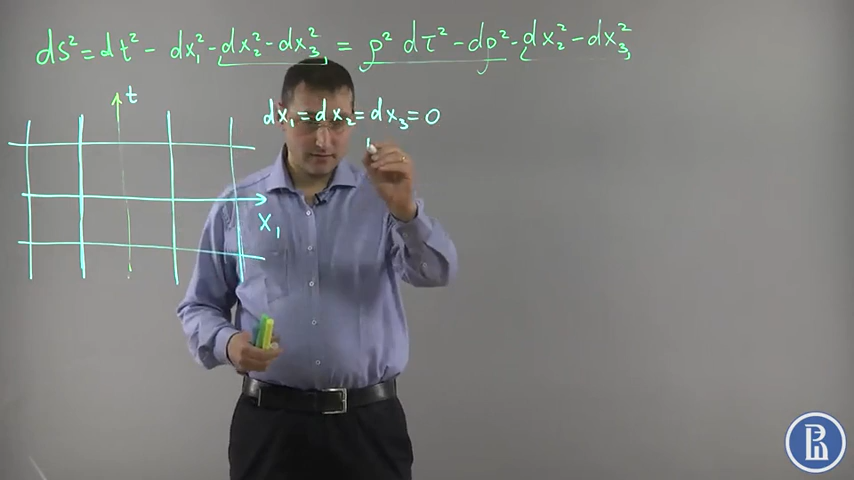 ds² = dt² - dx₁² - dx₂² - dx₃² = ρ² dτ² - dρ² - dx₂² - dx₃²
t
dx₁ = dx₂ = dx₃ = 0
x₁